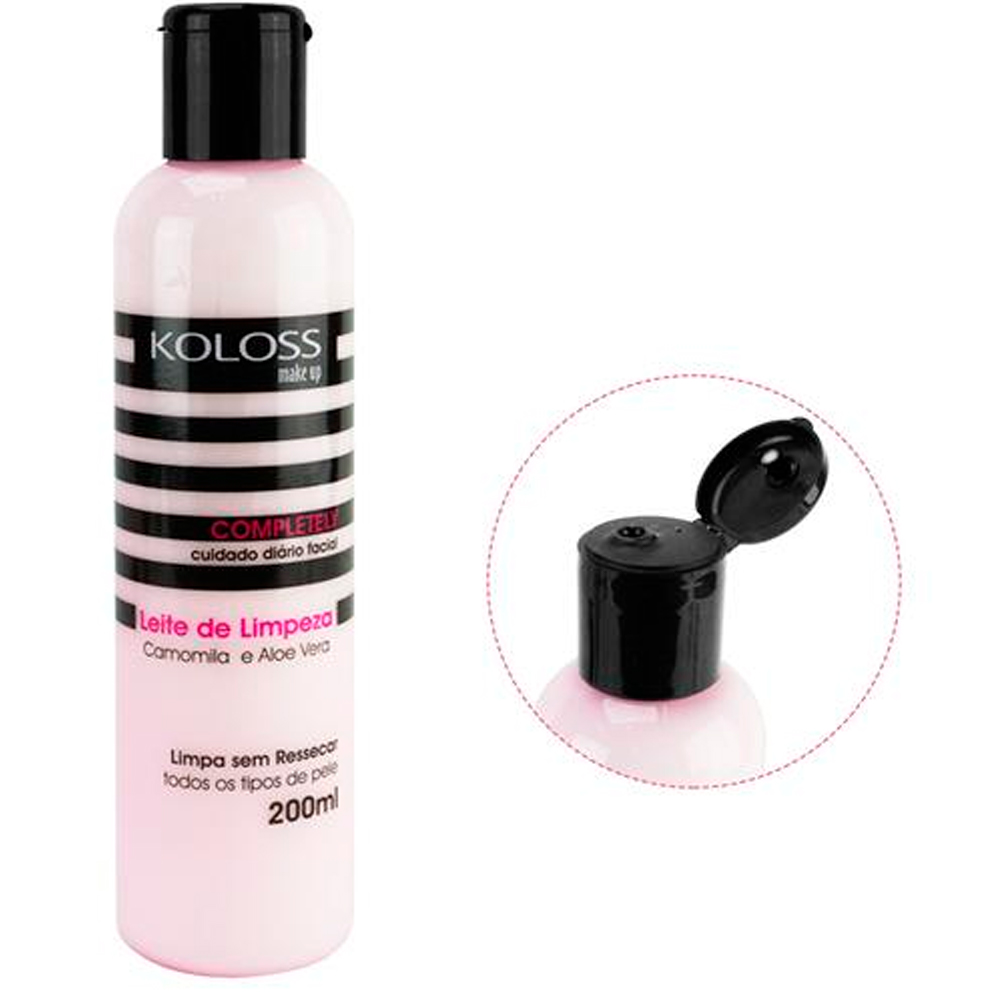 KOLOSS
make up
COMPLETELY
cuidado diário facial
Leite de Limpeza
Camomila e Aloe Vera
Limpa sem Ressecar
todos os tipos de pele
200ml